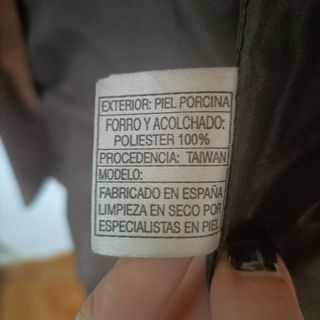 EXTERIOR: PIEL PORCINA
FORRO Y ACOLCHADO:
POLIESTER 100%
PROCEDENCIA: TAIWAN
MODELO:
FABRICADO EN ESPAÑA
LIMPIEZA EN SECO POR
ESPECIALISTAS EN PIEL